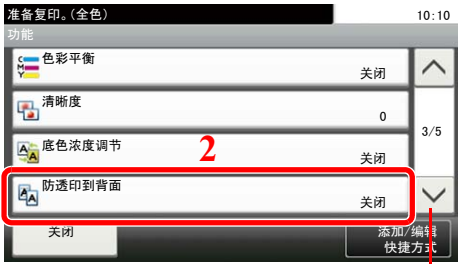 准备复印。(全色)
10:10
功能
色彩平衡
关闭
清晰度
0
3/5
底色浓度调节
关闭
2
防透印到背面
关闭
关闭
添加/编辑
快捷方式